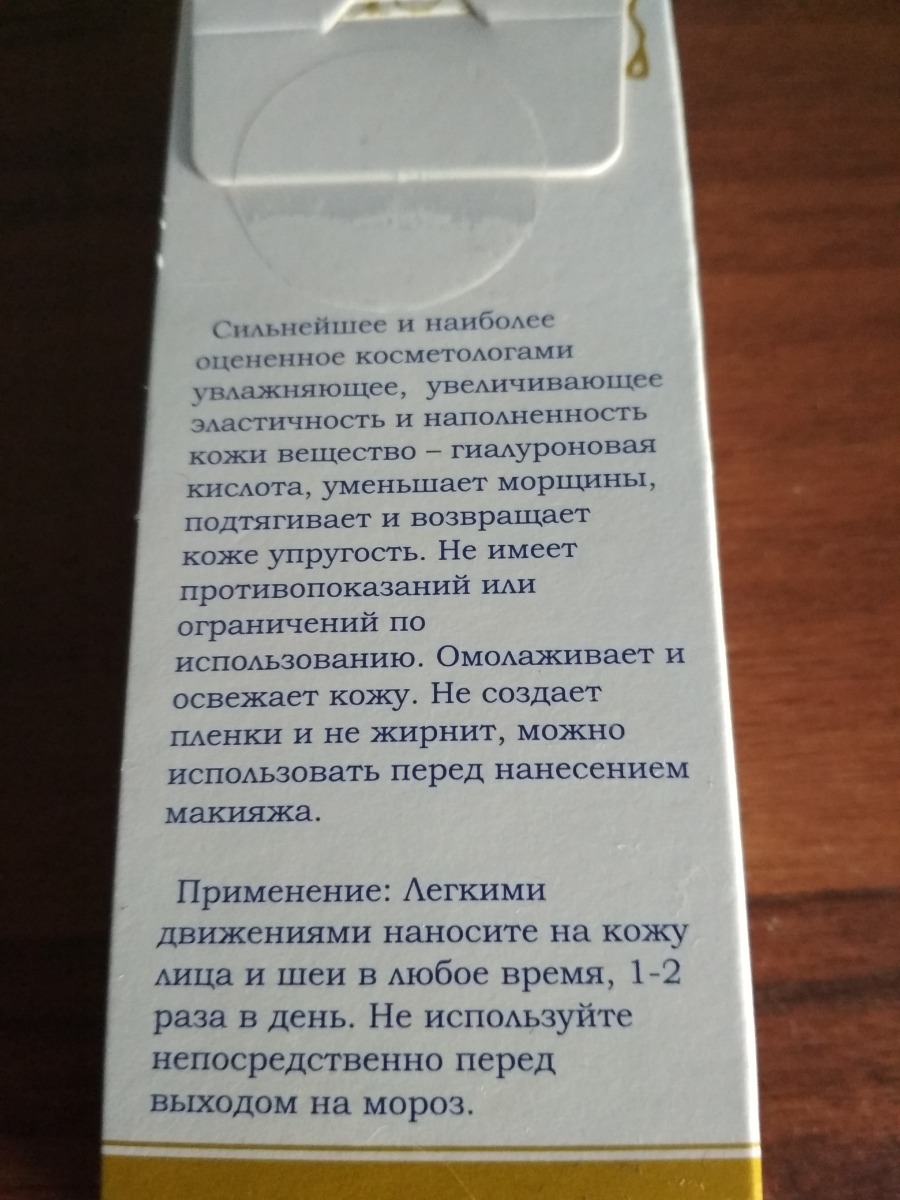 Сильнейшее и наиболее
оцененное косметологами
увлажняющее, увеличивающее
эластичность и наполненность
кожи вещество – гиалуроновая
кислота, уменьшает морщины,
подтягивает и возвращает
коже упругость. Не имеет
противопоказаний или
ограничений по
использованию. Омолаживает и
освежает кожу. Не создает
пленки и не жирнит, можно
использовать перед нанесением
макияжа.
Применение: Легкими
движениями наносите на кожу
лица и шеи в любое время, 1-2
раза в день. Не используйте
непосредственно перед
выходом на мороз.